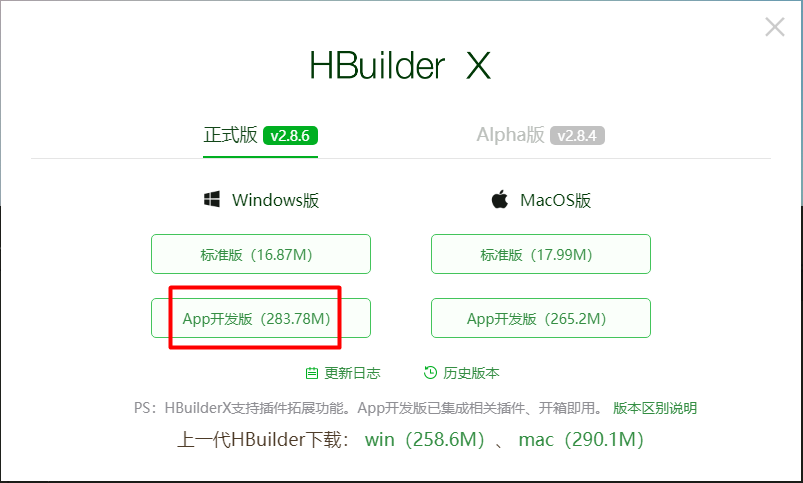 HBuilder X
正式版 v2.8.6 Alpha版 v2.8.4
Windows版 MacOS版
标准版（16.87M） 标准版（17.99M）
App开发版（283.78M） App开发版（265.2M）
更新日志 历史版本
PS：HBuilderX支持插件拓展功能。App开发版已集成相关插件、开箱即用。 版本区别说明
上一代HBuilder下载： win（258.6M）、 mac（290.1M）